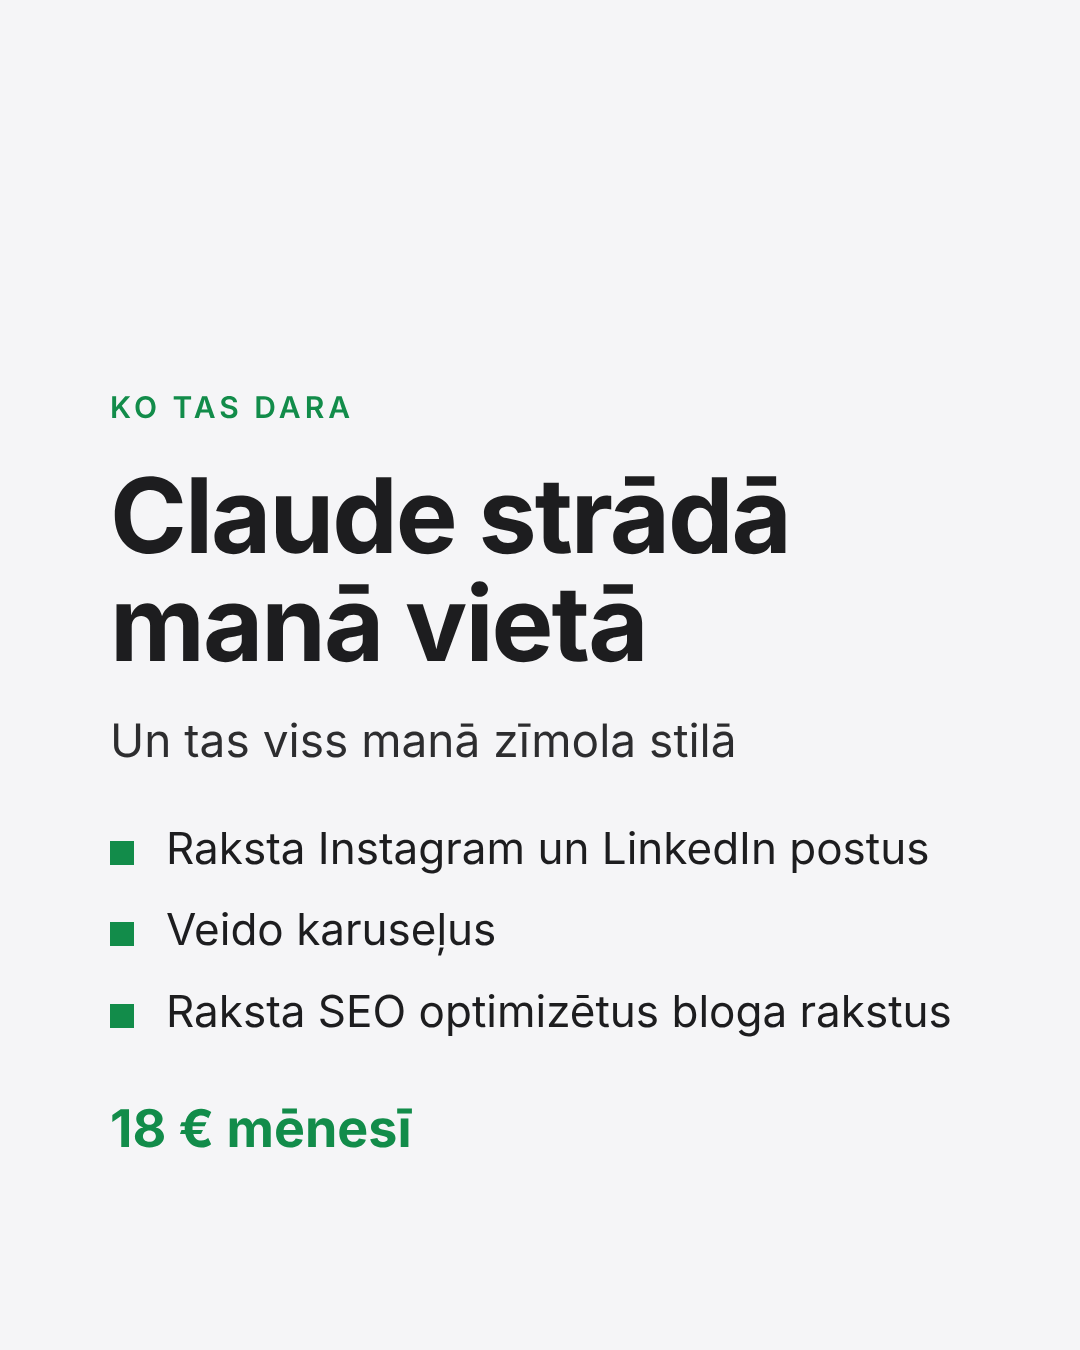 KO TAS DARA
Claude strādā
manā vietā
Un tas viss manā zīmola stilā
Raksta Instagram un LinkedIn postus
Veido karuseļus
Raksta SEO optimizētus bloga rakstus
18 € mēnesī